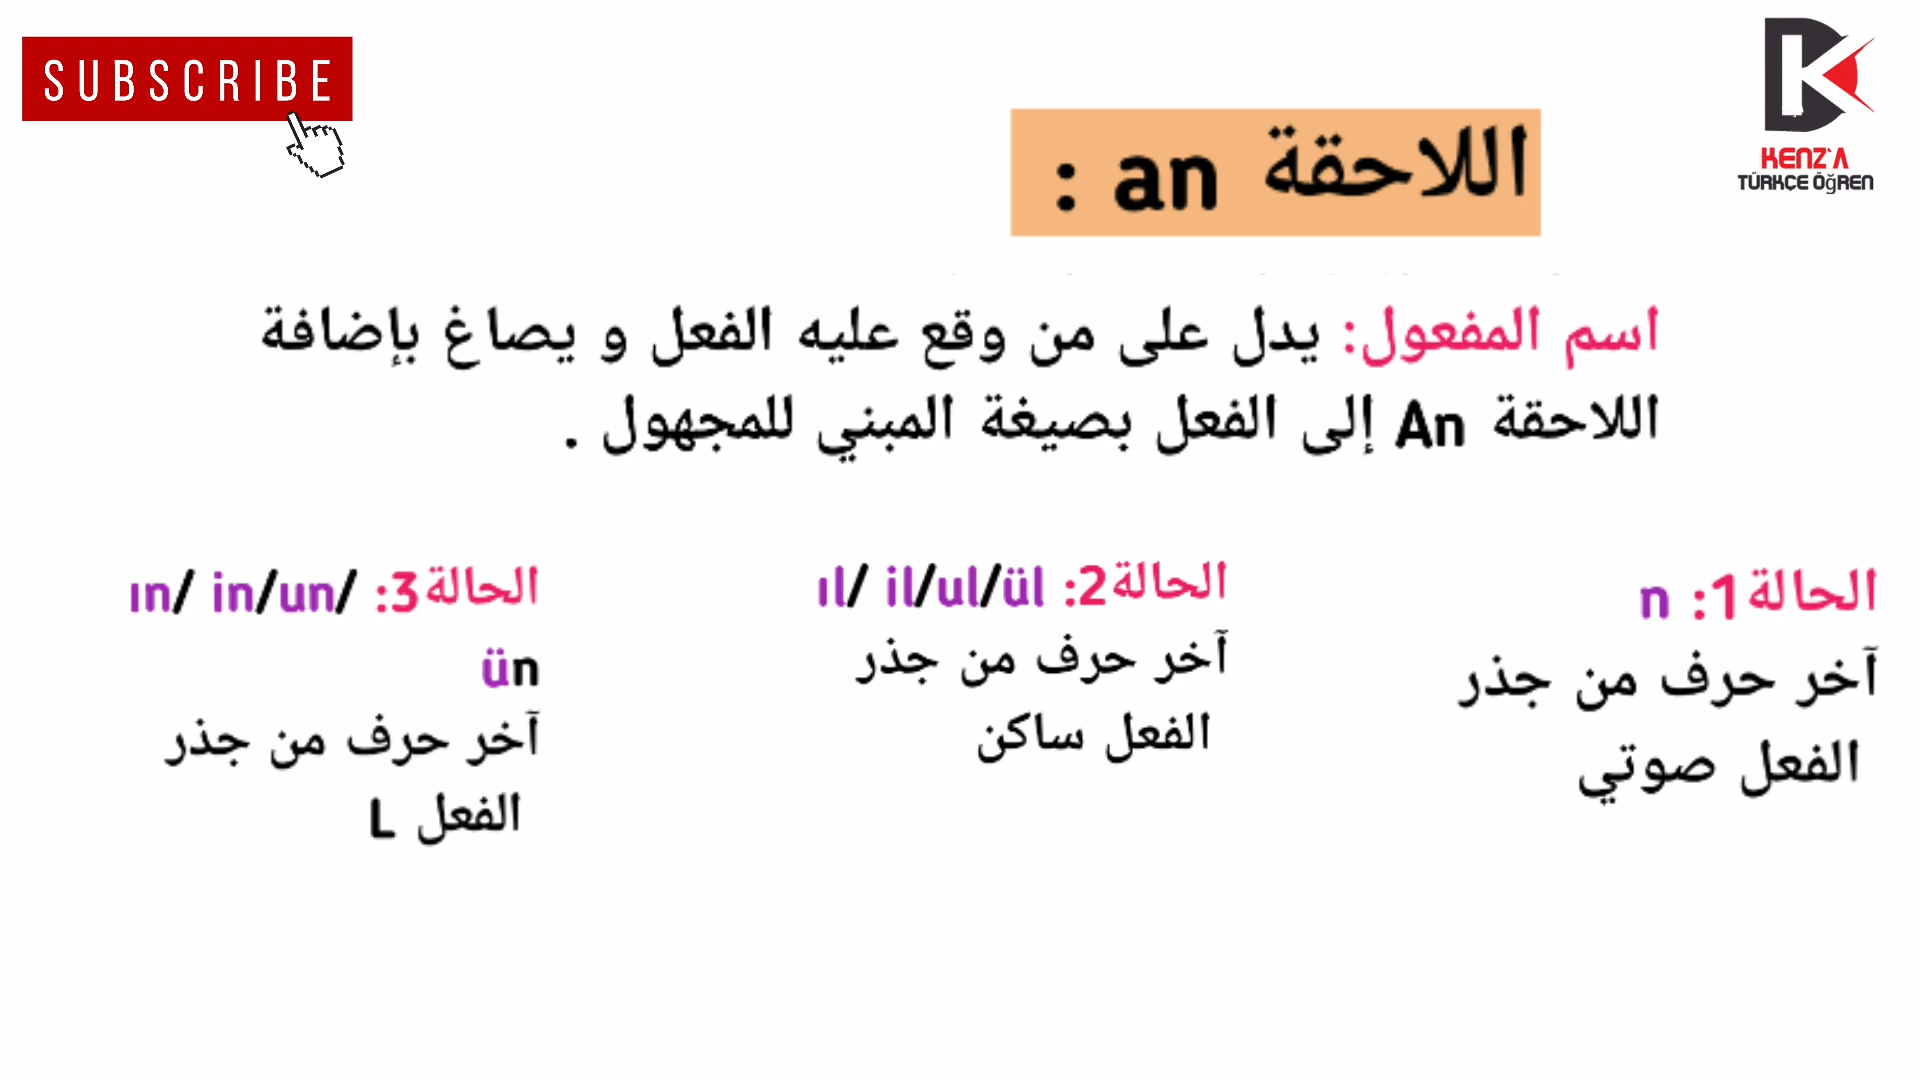 SUBSCRIBE
KENZ'A
TÜRKÇE ÖğREN
اللاحقة an :
اسم المفعول: يدل على من وقع عليه الفعل و يصاغ بإضافة
اللاحقة An إلى الفعل بصيغة المبني للمجهول .
الحالة1: n
آخر حرف من جذر
الفعل صوتي
الحالة2: ıl/ il/ul/ül
آخر حرف من جذر
الفعل ساكن
الحالة3: ın/ in/un/
ün
آخر حرف من جذر
الفعل L